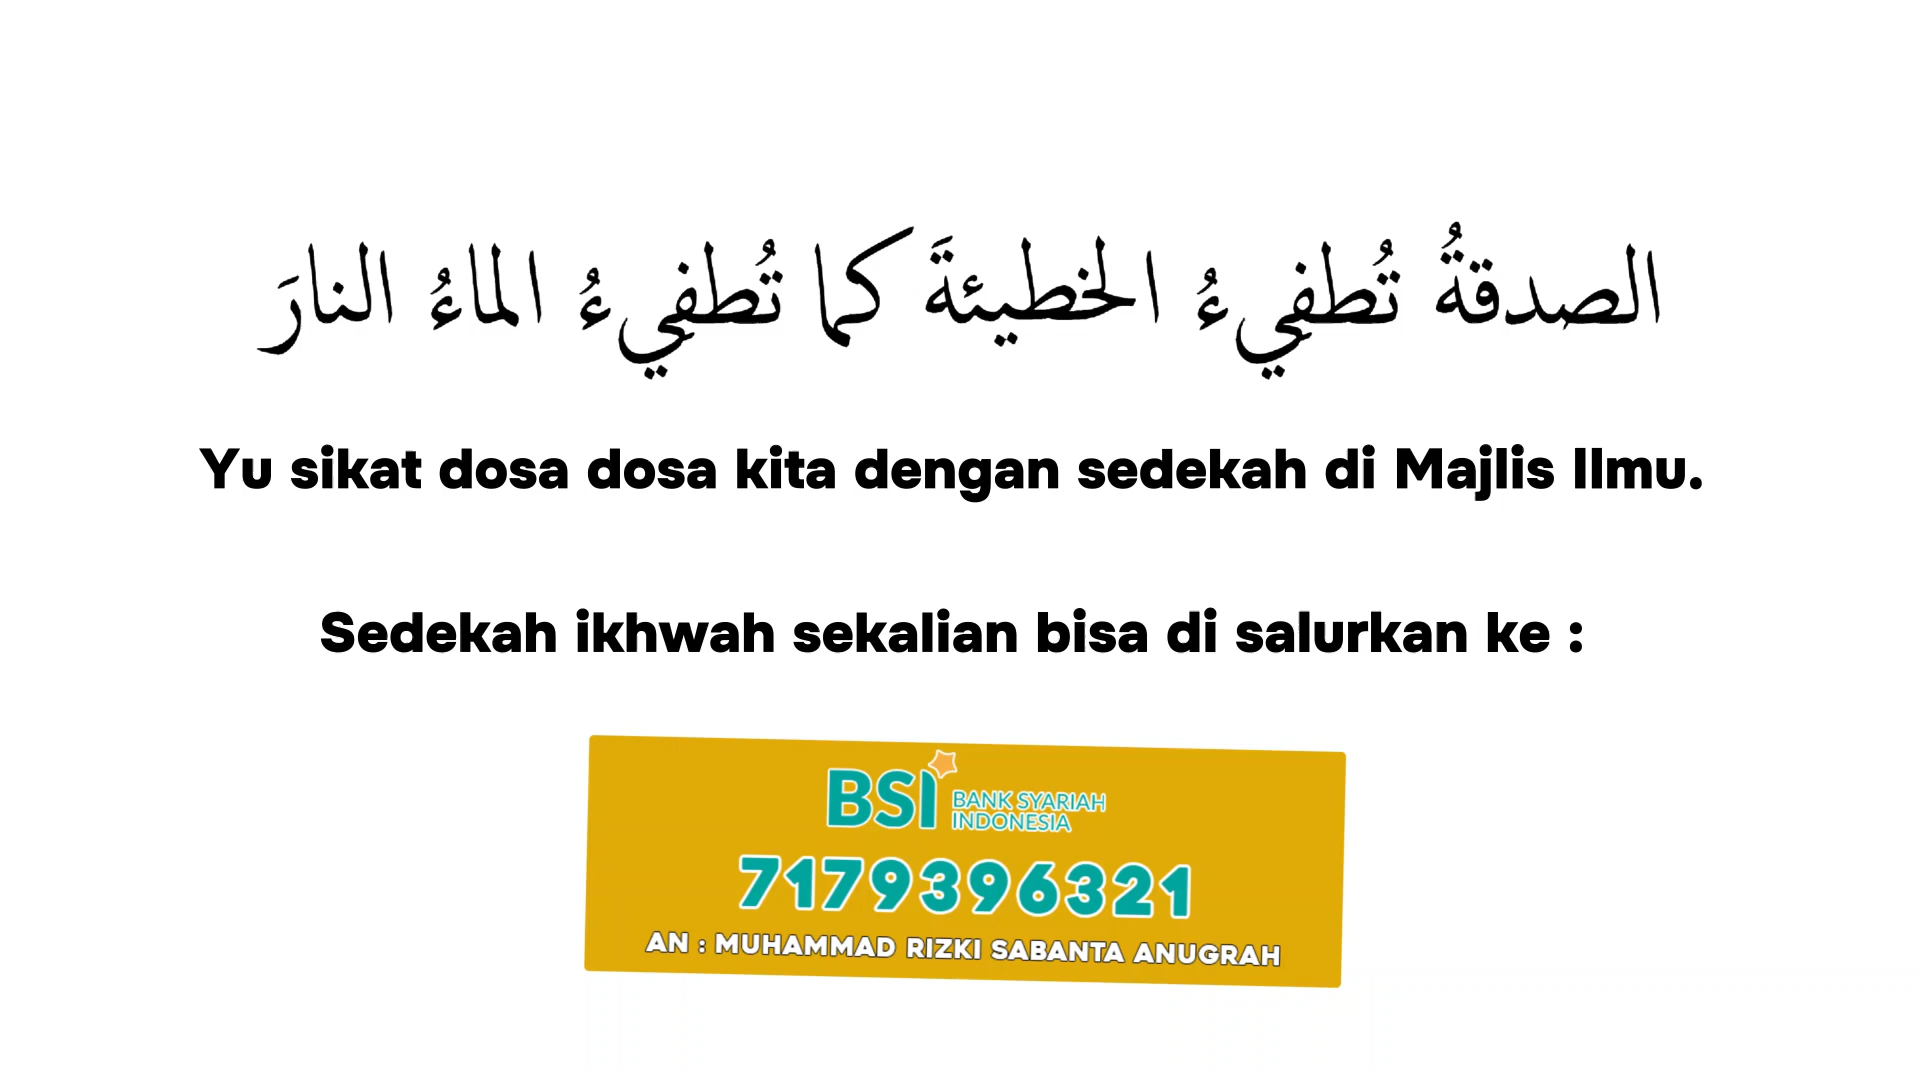 الصدقةُ تُطفيءُ الخطيئةَ كما تُطفيءُ الماءُ النارَ
Yu sikat dosa dosa kita dengan sedekah di Majlis Ilmu.
Sedekah ikhwah sekalian bisa di salurkan ke :
BSI BANK SYARIAH
INDONESIA
7179396321
AN : MUHAMMAD RIZKI SABANTA ANUGRAH